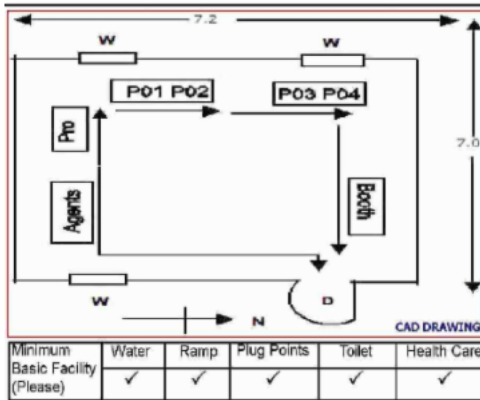 7.2
W
W
P01 P02
P03 P04
Pro
7.0
Agents
Booth
W
D
N
CAD DRAWING
Minimum Basic Facility (Please)
Water
Ramp
Plug Points
Toilet
Health Care
✓ ✓ ✓ ✓ ✓